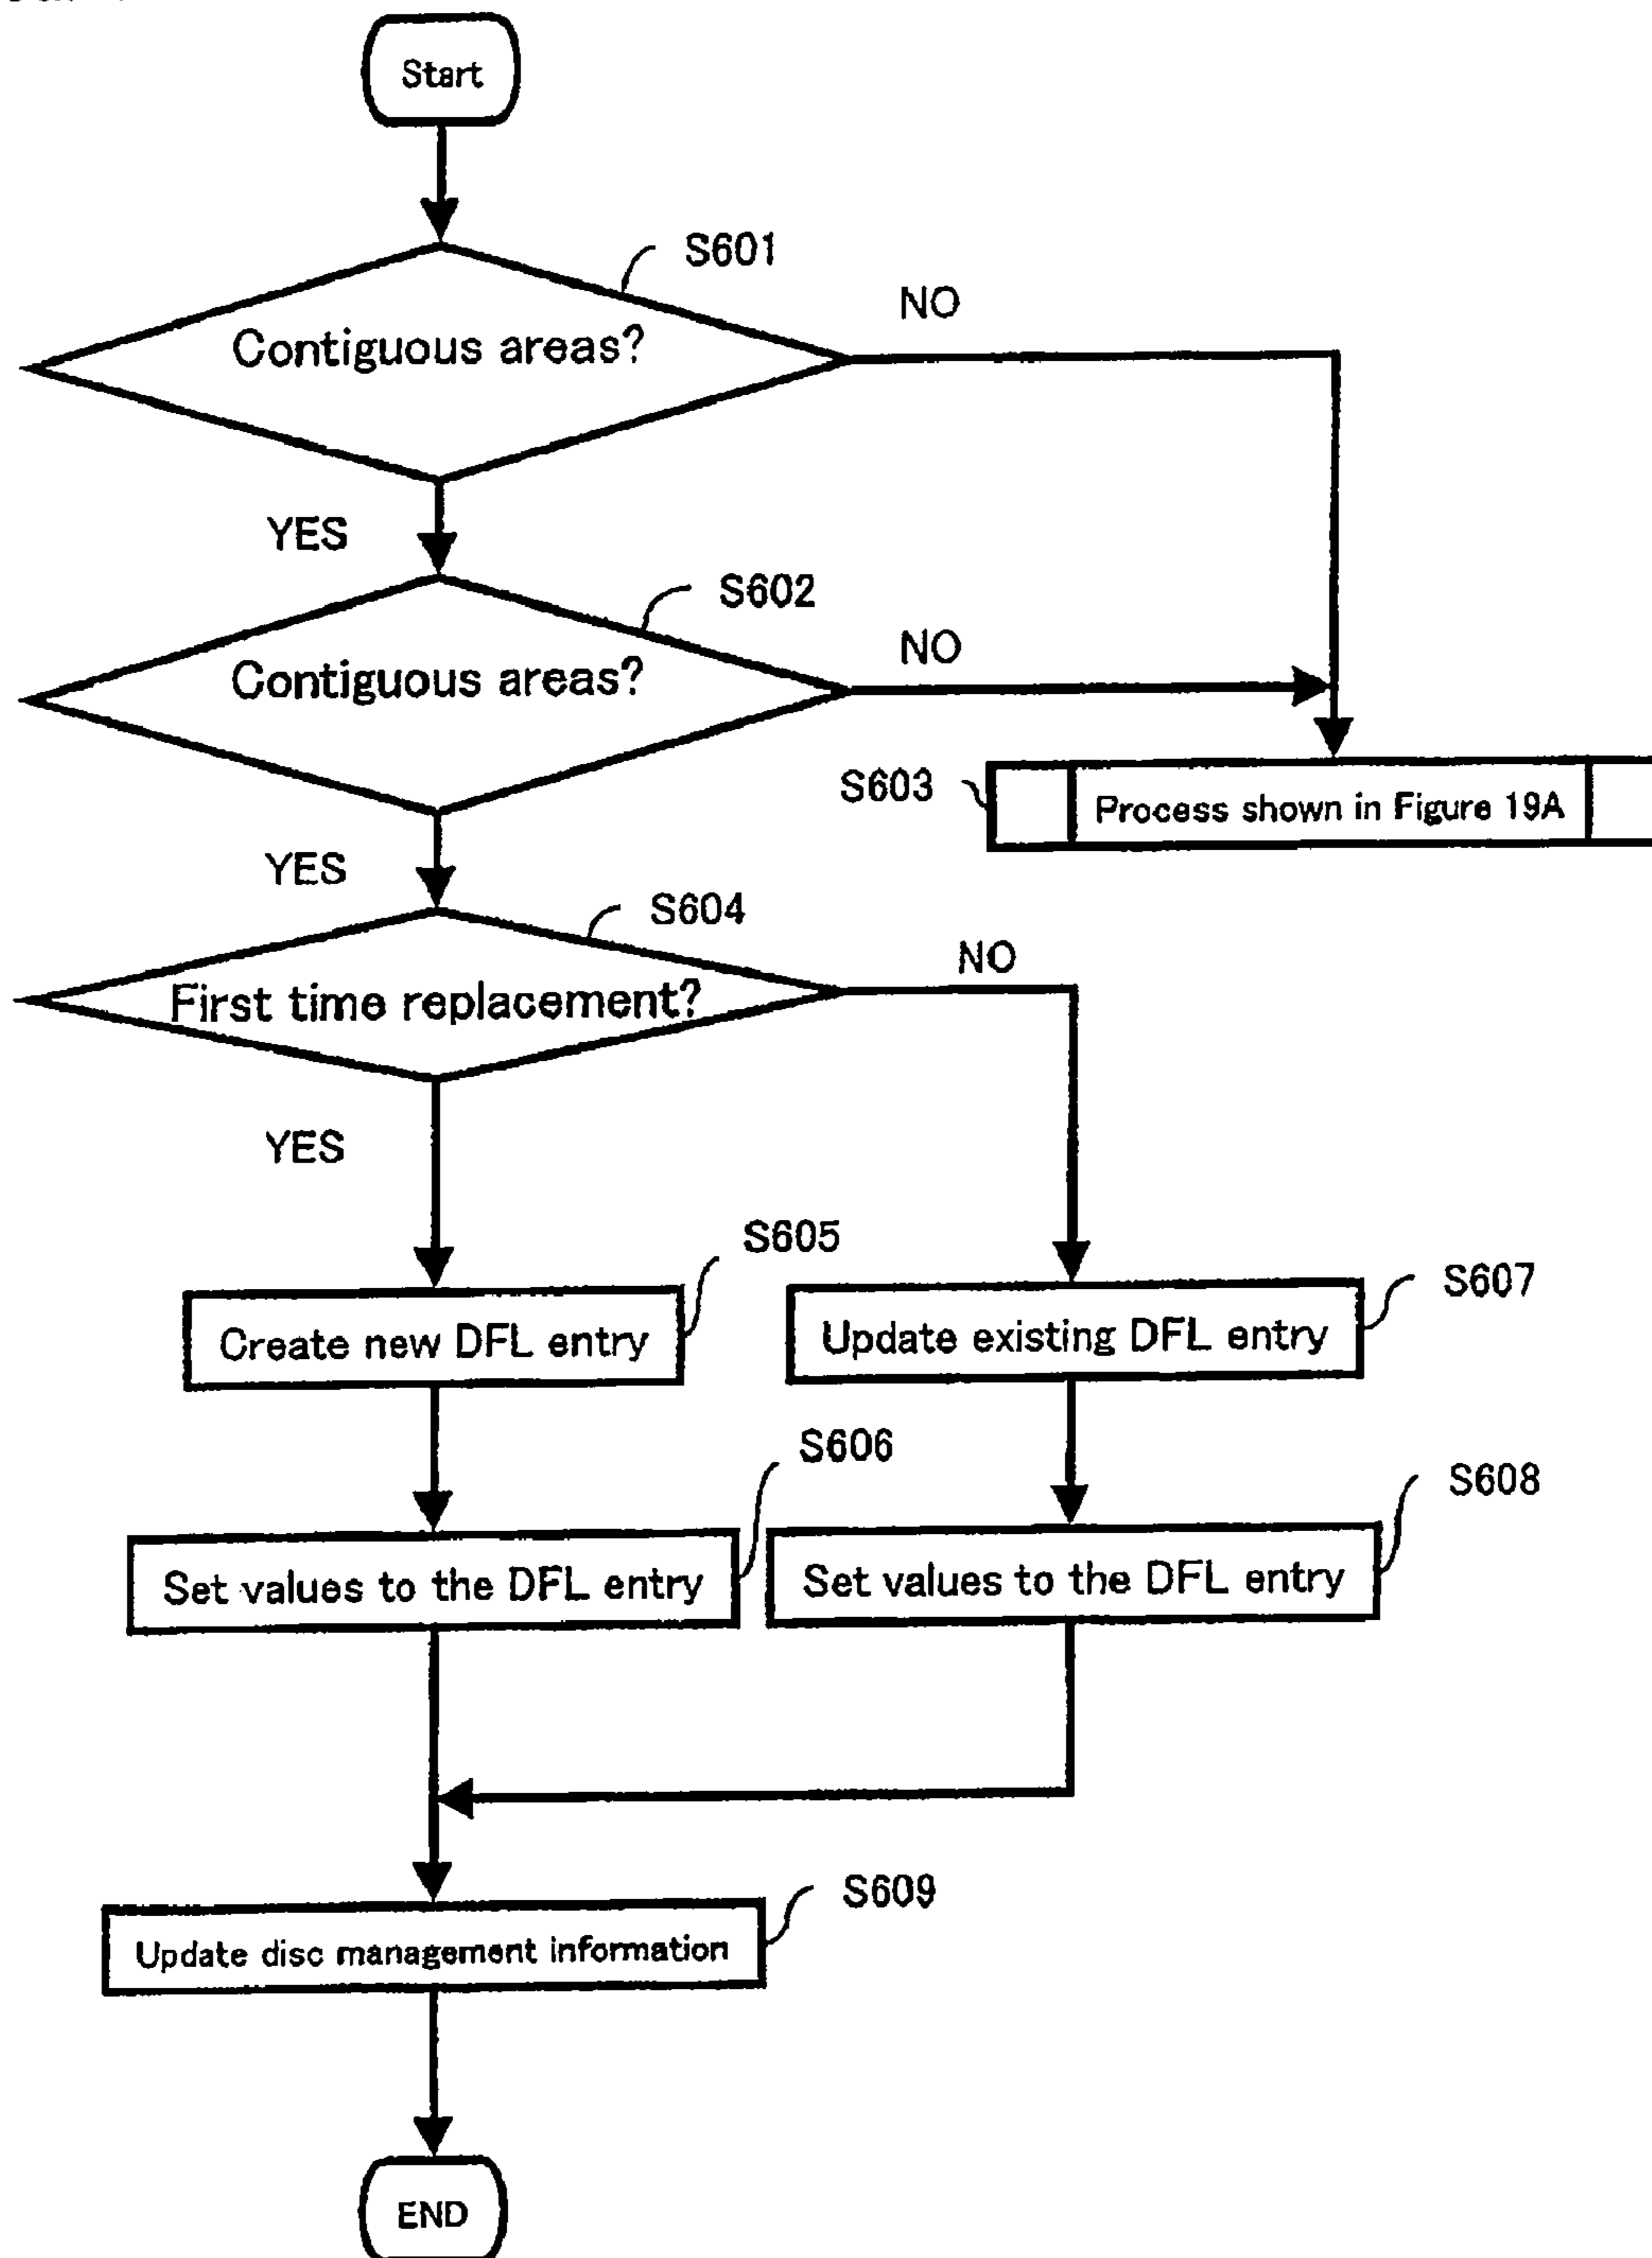 Start
S601
NO
Contiguous areas?
YES
S602
NO
Contiguous areas?
S603
Process shown in Figure 19A
YES
S604
NO
First time replacement?
YES
S605
S607
Create new DFL entry
Update existing DFL entry
S606
S608
Set values to the DFL entry
Set values to the DFL entry
S609
Update disc management information
END